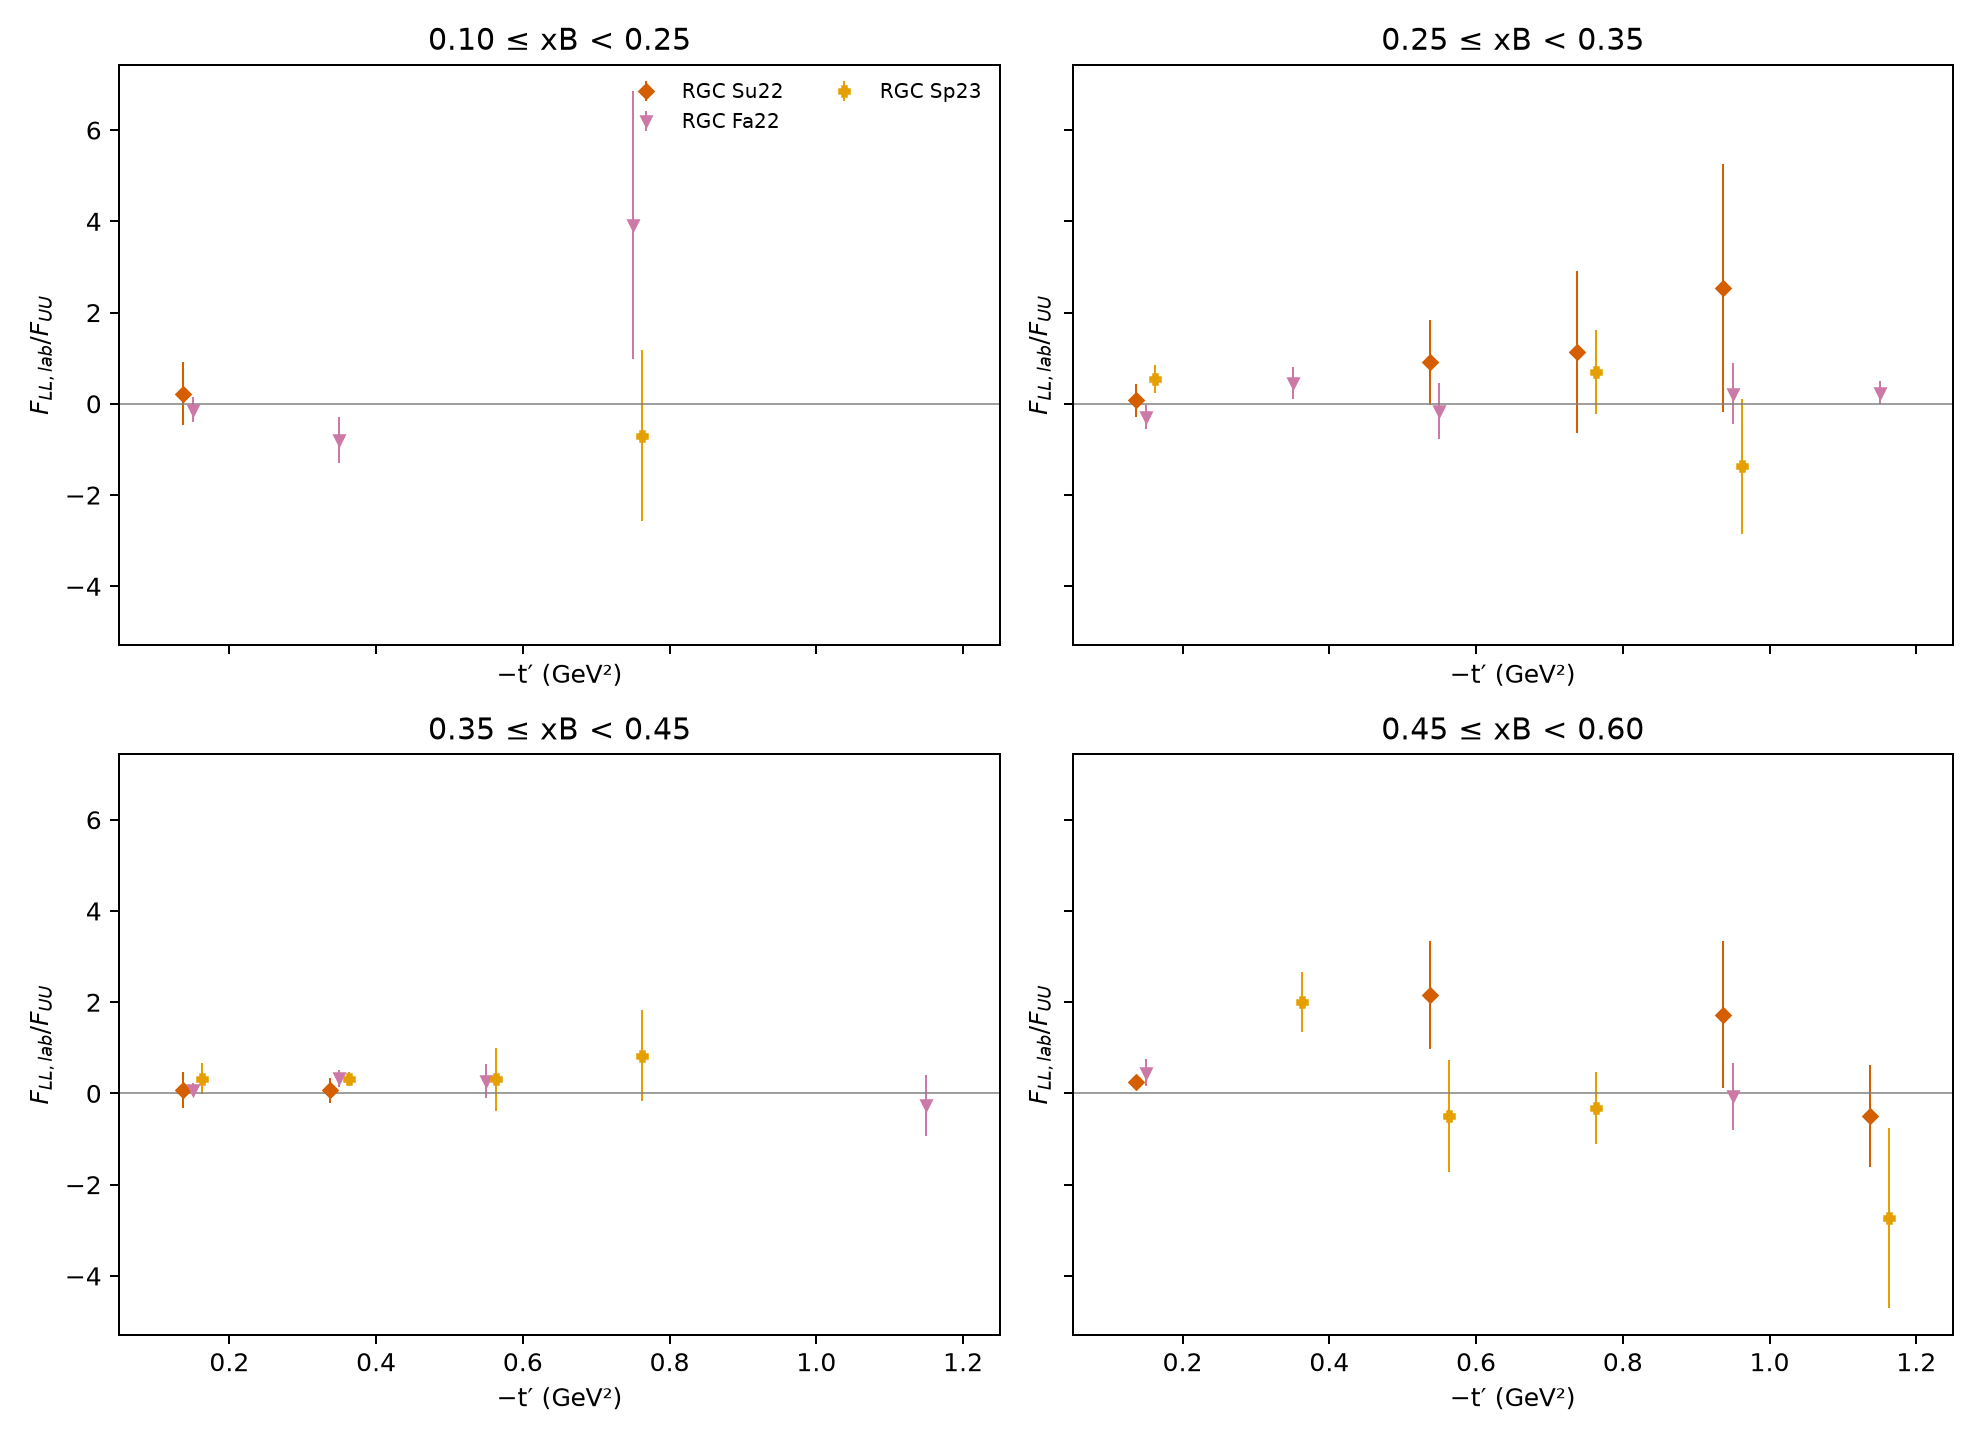 0.10 ≤ xB < 0.25
RGC Su22
RGC Fa22
RGC Sp23
F_{LL, lab}/F_{UU}
6
4
2
0
−2
−4
−t′ (GeV²)
0.25 ≤ xB < 0.35
F_{LL, lab}/F_{UU}
−t′ (GeV²)
0.35 ≤ xB < 0.45
F_{LL, lab}/F_{UU}
6
4
2
0
−2
−4
0.2 0.4 0.6 0.8 1.0 1.2
−t′ (GeV²)
0.45 ≤ xB < 0.60
F_{LL, lab}/F_{UU}
0.2 0.4 0.6 0.8 1.0 1.2
−t′ (GeV²)